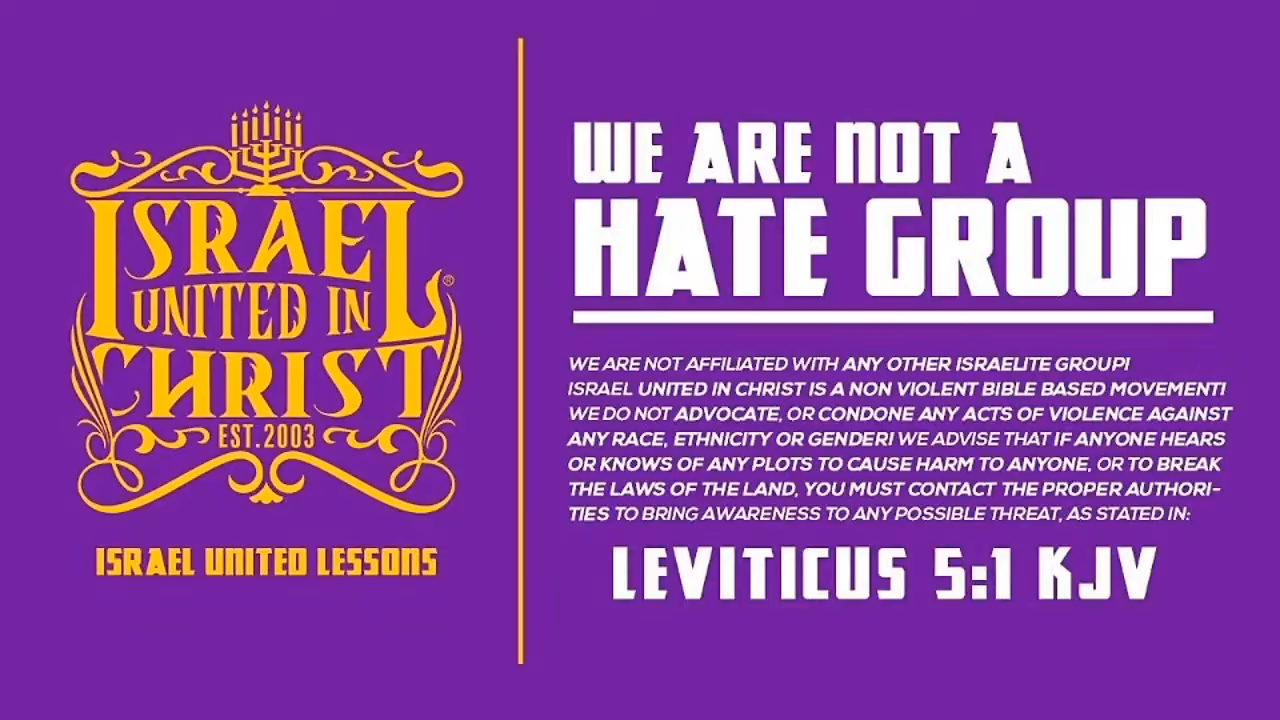 ISRAEL
UNITED IN
CHRIST®
EST. 2003
ISRAEL UNITED LESSONS
WE ARE NOT A
HATE GROUP
WE ARE NOT AFFILIATED WITH ANY OTHER ISRAELITE GROUP!
ISRAEL UNITED IN CHRIST IS A NON VIOLENT BIBLE BASED MOVEMENT!
WE DO NOT ADVOCATE, OR CONDONE ANY ACTS OF VIOLENCE AGAINST
ANY RACE, ETHNICITY OR GENDER! WE ADVISE THAT IF ANYONE HEARS
OR KNOWS OF ANY PLOTS TO CAUSE HARM TO ANYONE, OR TO BREAK
THE LAWS OF THE LAND, YOU MUST CONTACT THE PROPER AUTHORI-
TIES TO BRING AWARENESS TO ANY POSSIBLE THREAT, AS STATED IN:
LEVITICUS 5:1 KJV